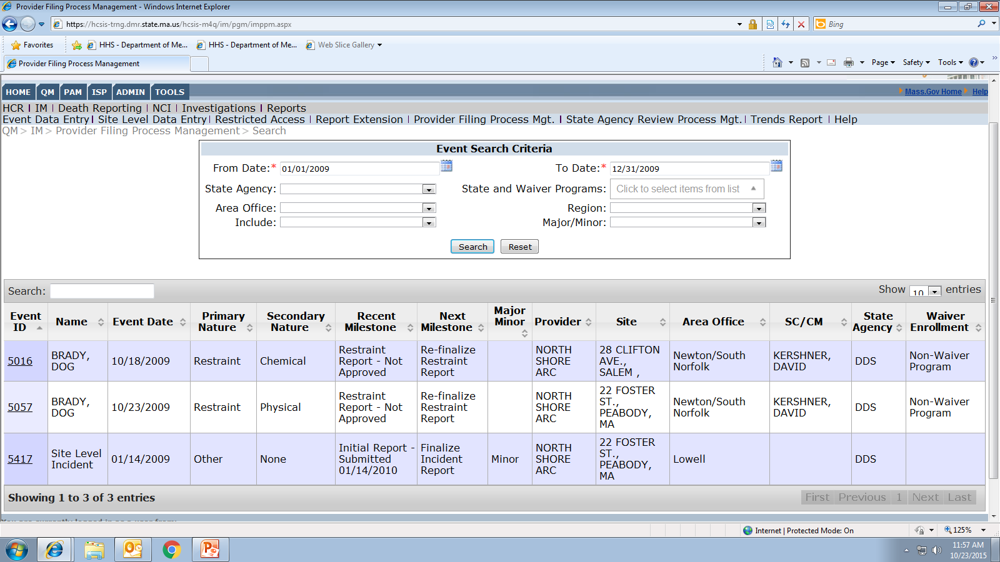 Provider Filing Process Management - Windows Internet Explorer
https://hcsis-trng.dmr.state.ma.us/hcsis-m4q/im/pgm/imppm.aspx
Bing
Favorites
HHS - Department of Me...
HHS - Department of Me...
Web Slice Gallery
Provider Filing Process Management
Page
Safety
Tools
HOME QM PAM ISP ADMIN TOOLS
Mass.Gov Home
Help
HCR | IM | Death Reporting | NCI | Investigations | Reports
Event Data Entry | Site Level Data Entry | Restricted Access | Report Extension | Provider Filing Process Mgt. | State Agency Review Process Mgt. | Trends Report | Help
QM > IM > Provider Filing Process Management > Search
Event Search Criteria
From Date:* 01/01/2009
To Date:* 12/31/2009
State Agency:
State and Waiver Programs: Click to select items from list
Area Office:
Region:
Include:
Major/Minor:
Search
Reset
Search:
Show 10 entries
Event ID
Name
Event Date
Primary Nature
Secondary Nature
Recent Milestone
Next Milestone
Major Minor
Provider
Site
Area Office
SC/CM
State Agency
Waiver Enrollment
5016
BRADY, DOG
10/18/2009
Restraint
Chemical
Restraint Report - Not Approved
Re-finalize Restraint Report
NORTH SHORE ARC
28 CLIFTON AVE., SALEM ,
Newton/South Norfolk
KERSHNER, DAVID
DDS
Non-Waiver Program
5057
BRADY, DOG
10/23/2009
Restraint
Physical
Restraint Report - Not Approved
Re-finalize Restraint Report
NORTH SHORE ARC
22 FOSTER ST., PEABODY, MA
Newton/South Norfolk
KERSHNER, DAVID
DDS
Non-Waiver Program
5417
Site Level Incident
01/14/2009
Other
None
Initial Report - Submitted 01/14/2010
Finalize Incident Report
Minor
NORTH SHORE ARC
22 FOSTER ST., PEABODY, MA
Lowell
DDS
Showing 1 to 3 of 3 entries
First Previous 1 Next Last
Internet | Protected Mode: On
125%
11:57 AM
10/23/2015